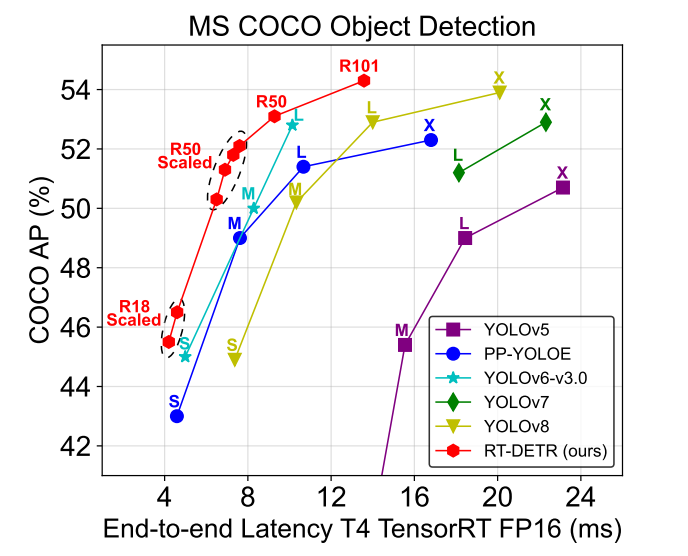 MS COCO Object Detection
COCO AP (%)
54
52
50
48
46
44
42
4
8
12
16
20
24
End-to-end Latency T4 TensorRT FP16 (ms)
R101
R50
R50
Scaled
R18
Scaled
L
M
S
X
L
M
S
X
L
M
S
X
L
X
L
M
YOLOv5
PP-YOLOE
YOLOv6-v3.0
YOLOv7
YOLOv8
RT-DETR (ours)